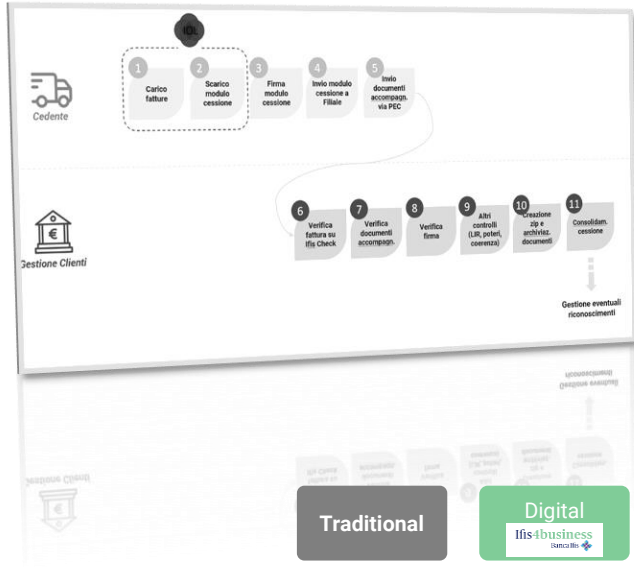 IOL
1
Carico
fatture
2
Scarico
modulo
cessione
3
Firma
modulo
cessione
4
Invio modulo
cessione a
Filiale
5
Invio
documenti
accompagn.
via PEC
Cedente
6
Verifica
fattura su
Ifis Check
7
Verifica
documenti
accompagn.
8
Verifica
firma
9
Altri
controlli
(LIR, poteri,
coerenza)
10
Creazione
zip e
archiviaz.
documenti
11
Consolidam.
cessione
Gestione Clienti
Gestione eventuali
riconoscimenti
Traditional
Digital
Ifis4business
Banca Ifis